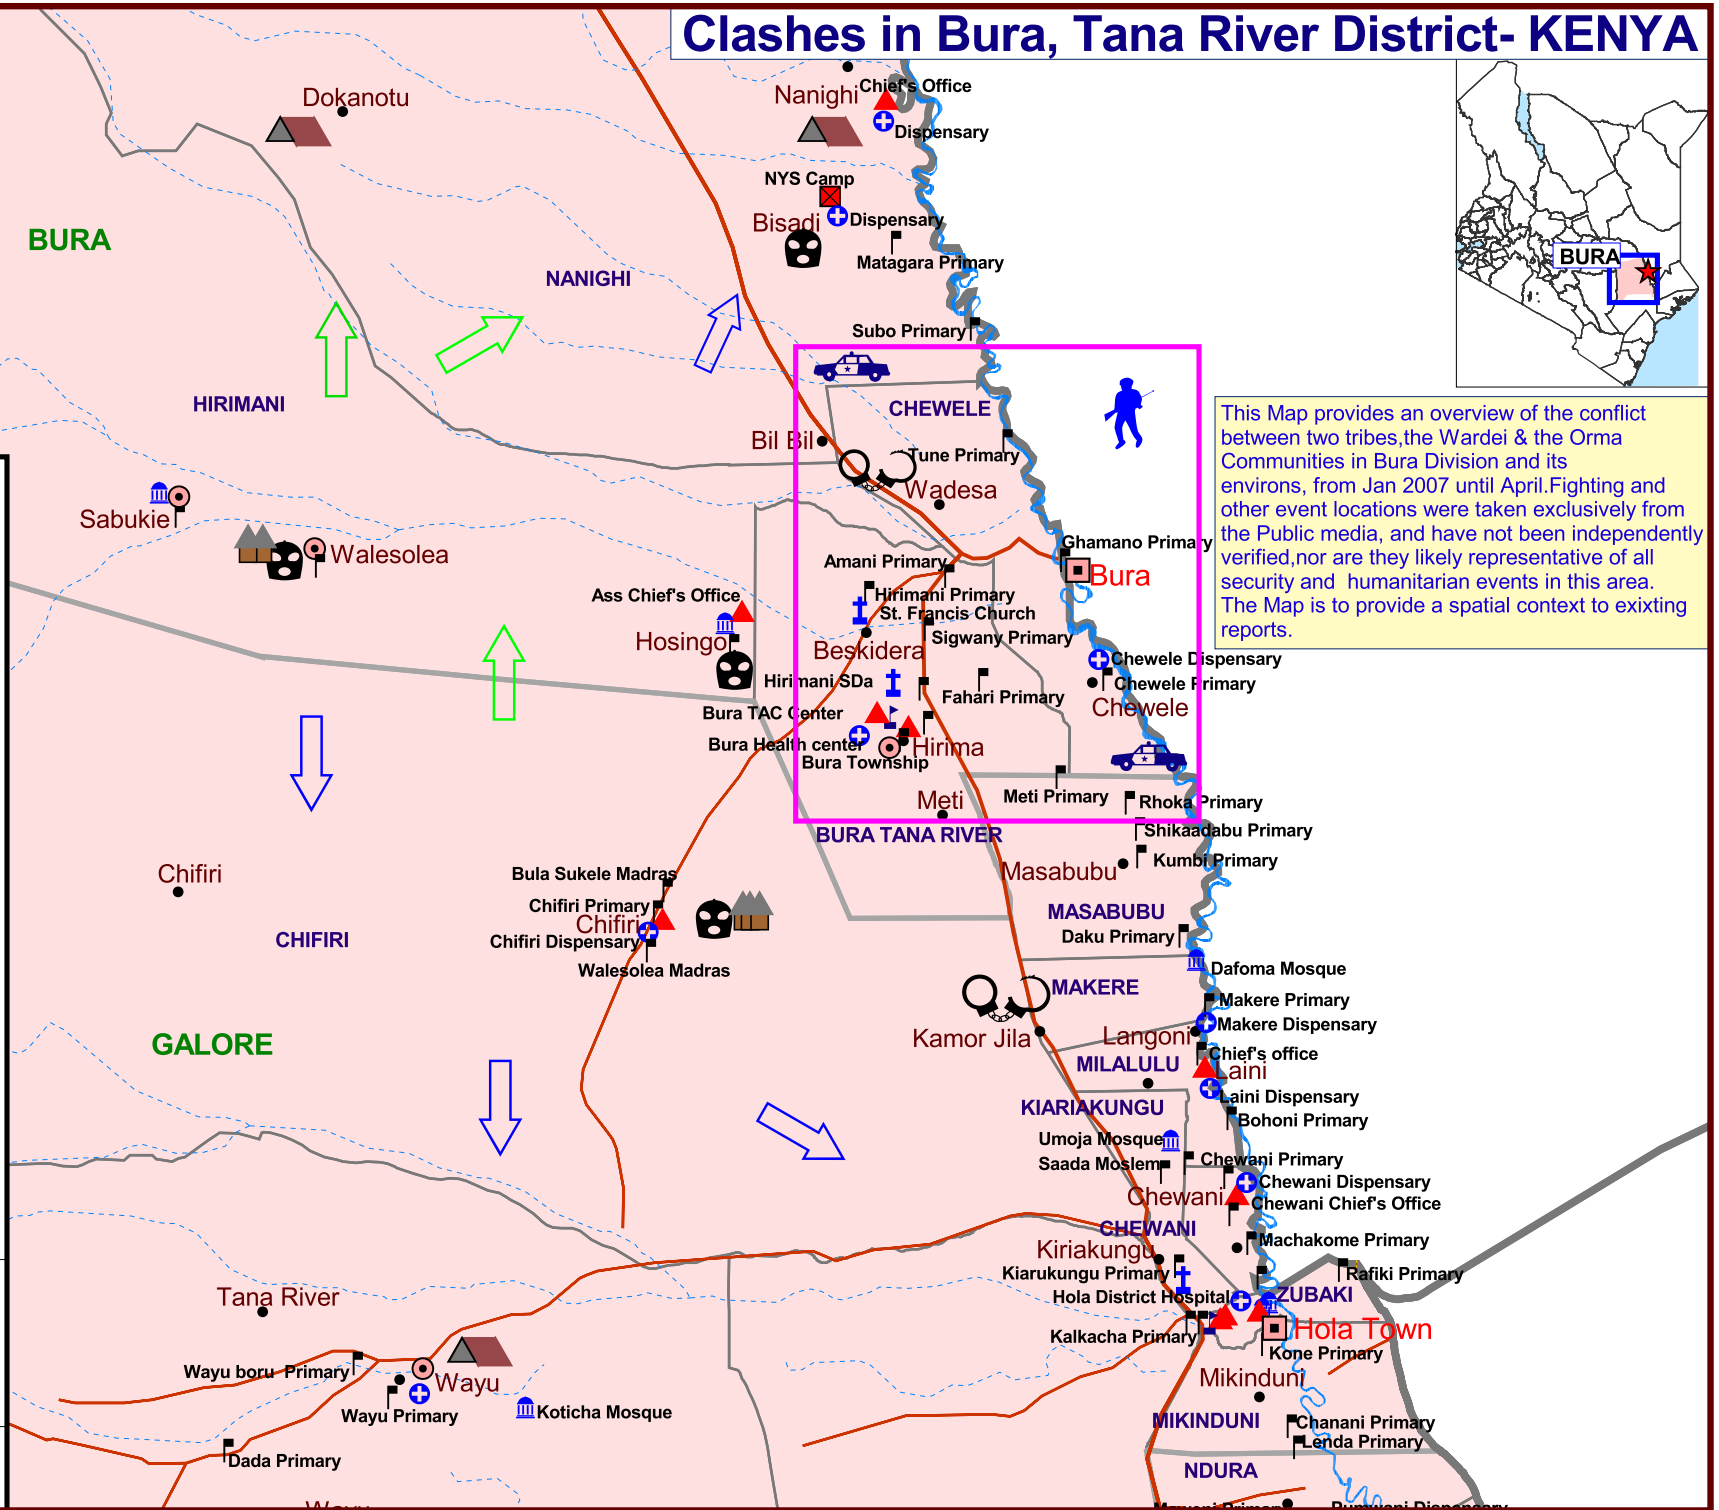 Clashes in Bura, Tana River District- KENYA
Chief's Office
Nanighi
Dokanotu
Dispensary
NYS Camp
Bisadi
Dispensary
BURA
Matagara Primary
BURA
NANIGHI
Subo Primary
HIRIMANI
CHEWELE
This Map provides an overview of the conflict
between two tribes,the Wardei & the Orma
Communities in Bura Division and its
environs, from Jan 2007 until April.Fighting and
other event locations were taken exclusively from
the Public media, and have not been independently
verified,nor are they likely representative of all
security and  humanitarian events in this area.
The Map is to provide a spatial context to exixting
reports.
Bil Bil
Tune Primary
Wadesa
Sabukie
Walesolea
Ghamano Primary
Amani Primary
Bura
Ass Chief's Office
Hirimani Primary
St. Francis Church
Hosingo
Sigwany Primary
Beskidera
Chewele Dispensary
Hirimani SDa
Chewele Primary
Fahari Primary
Chewele
Bura TAC Center
Bura Health center
Hirima
Bura Township
Meti
Meti Primary
Rhoka Primary
BURA TANA RIVER
Shikaadabu Primary
Kumbi Primary
Masabubu
Chifiri
Bula Sukele Madras
Chifiri Primary
Chifiri
MASABUBU
Daku Primary
CHIFIRI
Chifiri Dispensary
Walesolea Madras
Dafoma Mosque
MAKERE
Makere Primary
Makere Dispensary
Kamor Jila
Langoni
GALORE
Chief's office
MILALULU
Laini
Laini Dispensary
KIARIAKUNGU
Bohoni Primary
Umoja Mosque
Saada Moslem
Chewani Primary
Chewani Dispensary
Chewani
Chewani Chief's Office
CHEWANI
Machakome Primary
Kiriakungu
Kiarukungu Primary
Rafiki Primary
Hola District Hospital
ZUBAKI
Tana River
Kalkacha Primary
Hola Town
Kone Primary
Wayu boru  Primary
Wayu
Mikinduni
Wayu Primary
Koticha Mosque
MIKINDUNI
Chanani Primary
Lenda Primary
Dada Primary
NDURA